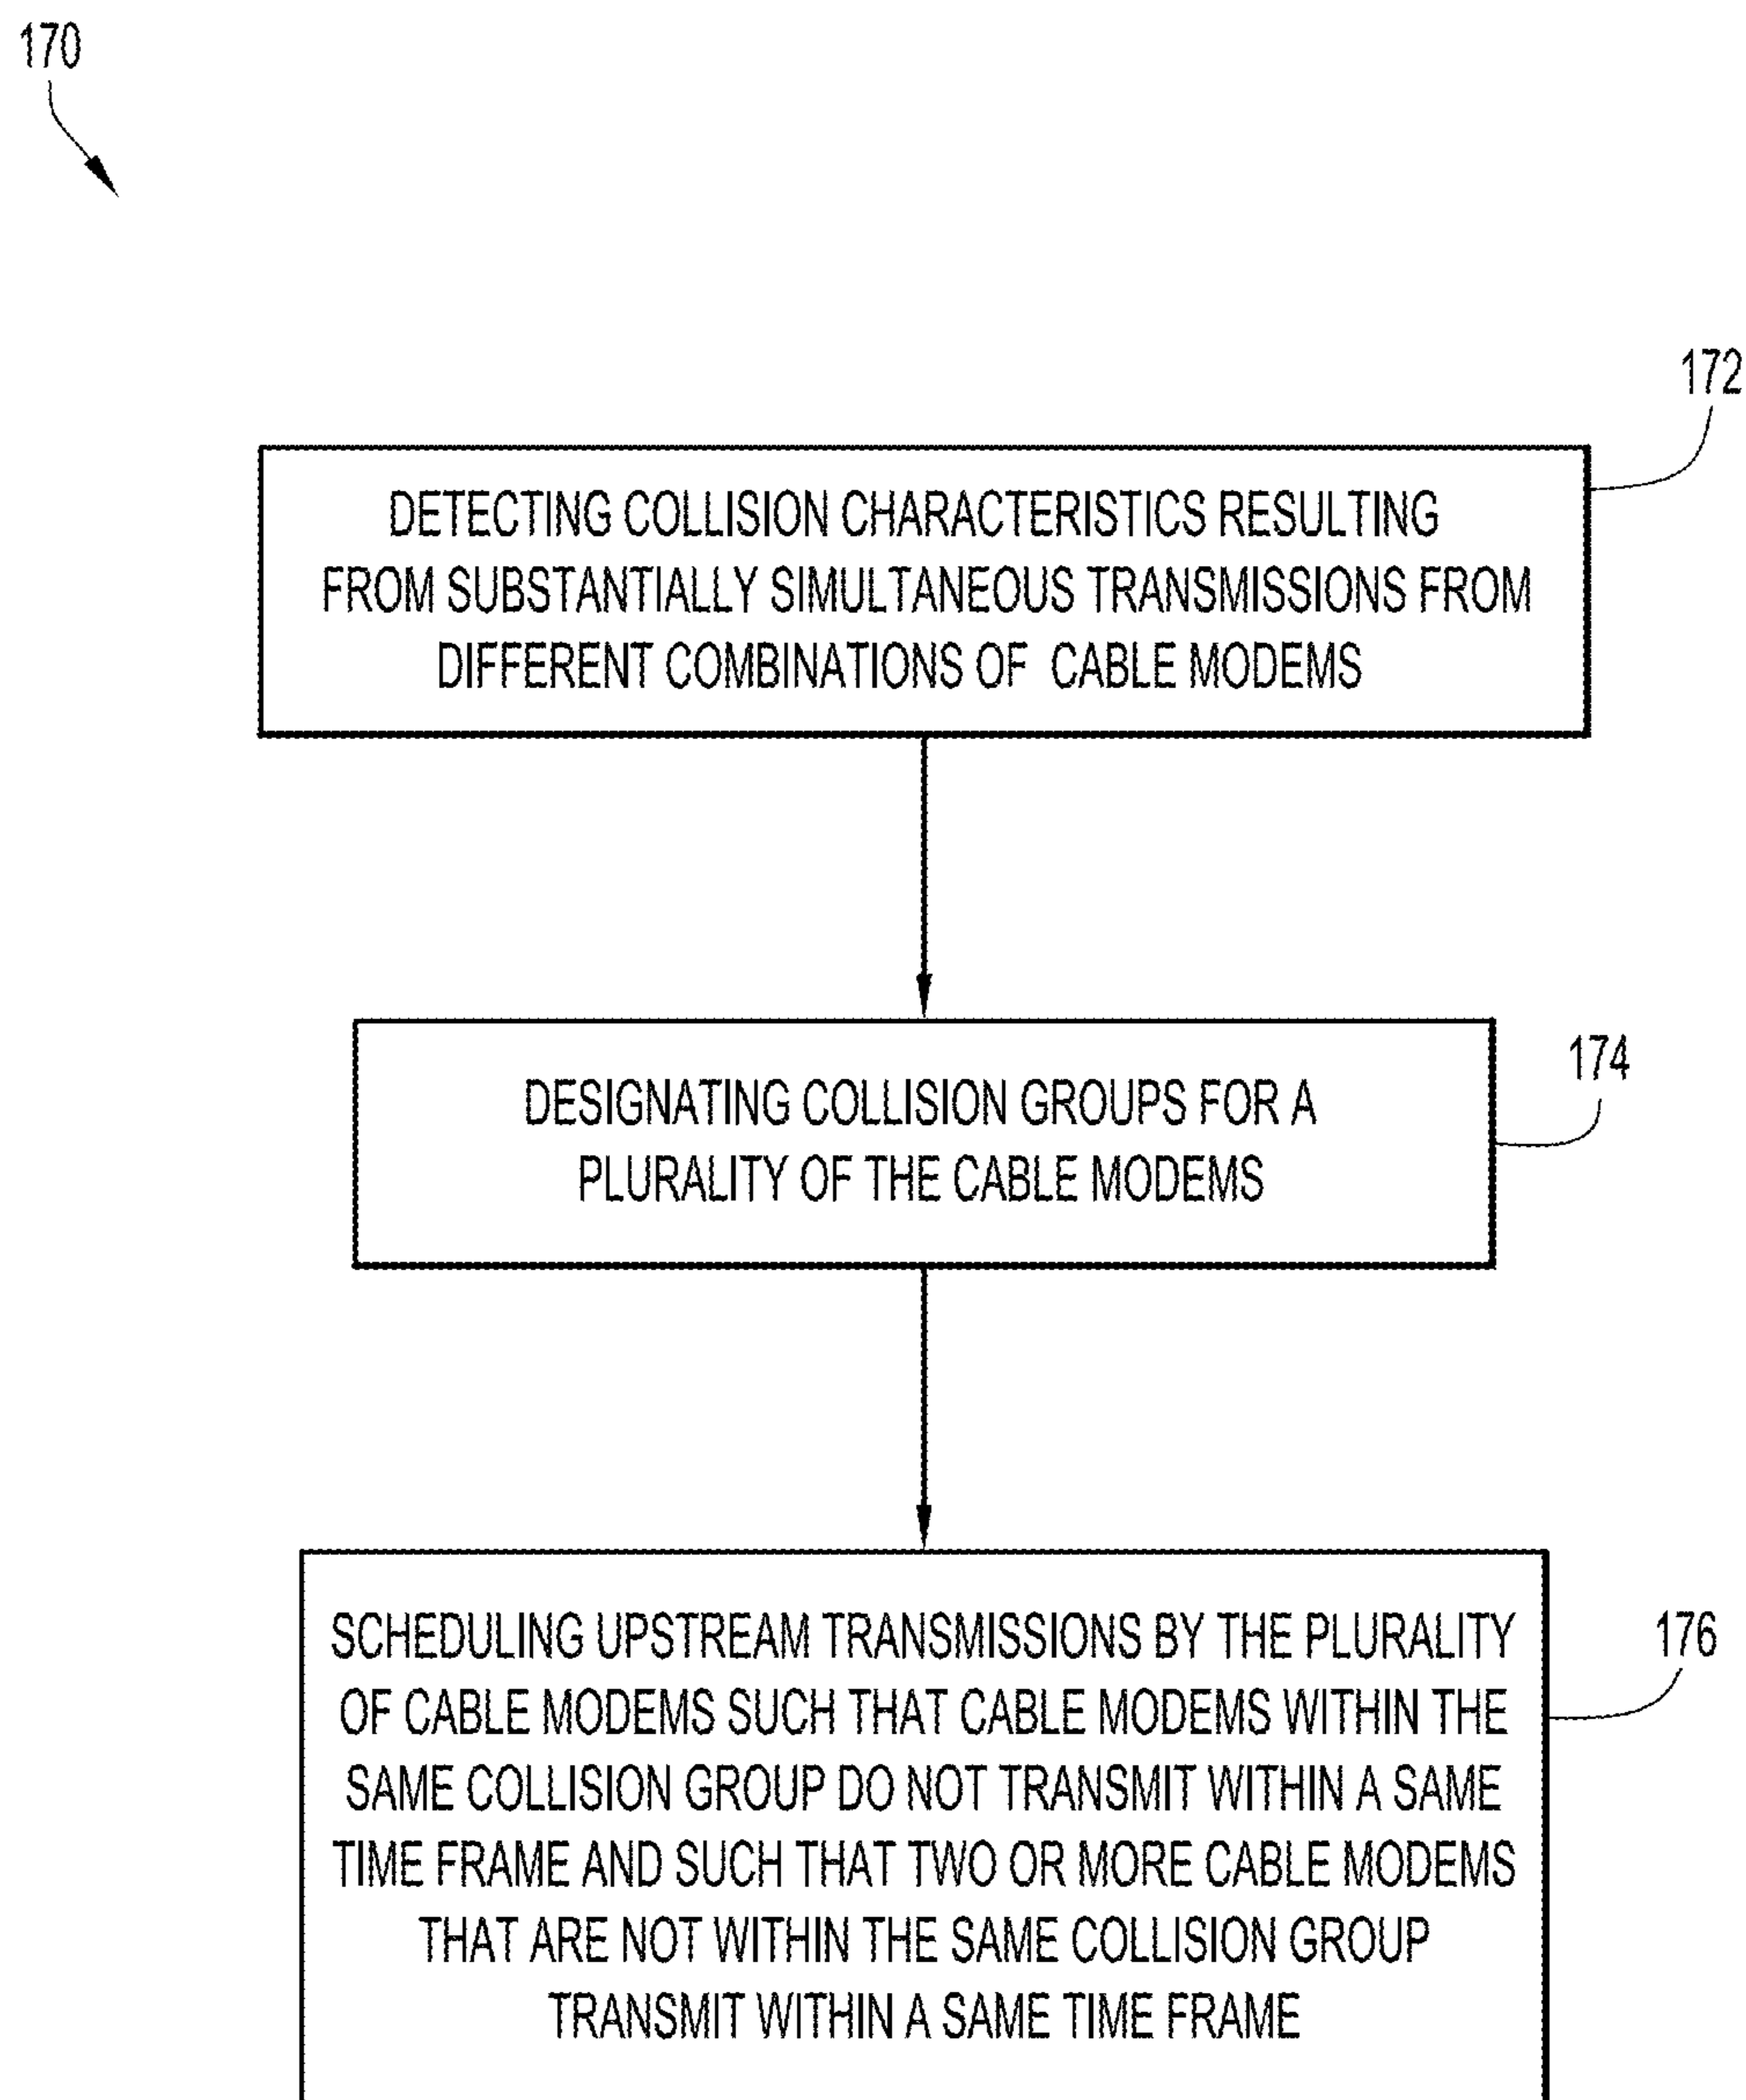 170
172
DETECTING COLLISION CHARACTERISTICS RESULTING
FROM SUBSTANTIALLY SIMULTANEOUS TRANSMISSIONS FROM
DIFFERENT COMBINATIONS OF CABLE MODEMS
174
DESIGNATING COLLISION GROUPS FOR A
PLURALITY OF THE CABLE MODEMS
176
SCHEDULING UPSTREAM TRANSMISSIONS BY THE PLURALITY
OF CABLE MODEMS SUCH THAT CABLE MODEMS WITHIN THE
SAME COLLISION GROUP DO NOT TRANSMIT WITHIN A SAME
TIME FRAME AND SUCH THAT TWO OR MORE CABLE MODEMS
THAT ARE NOT WITHIN THE SAME COLLISION GROUP
TRANSMIT WITHIN A SAME TIME FRAME